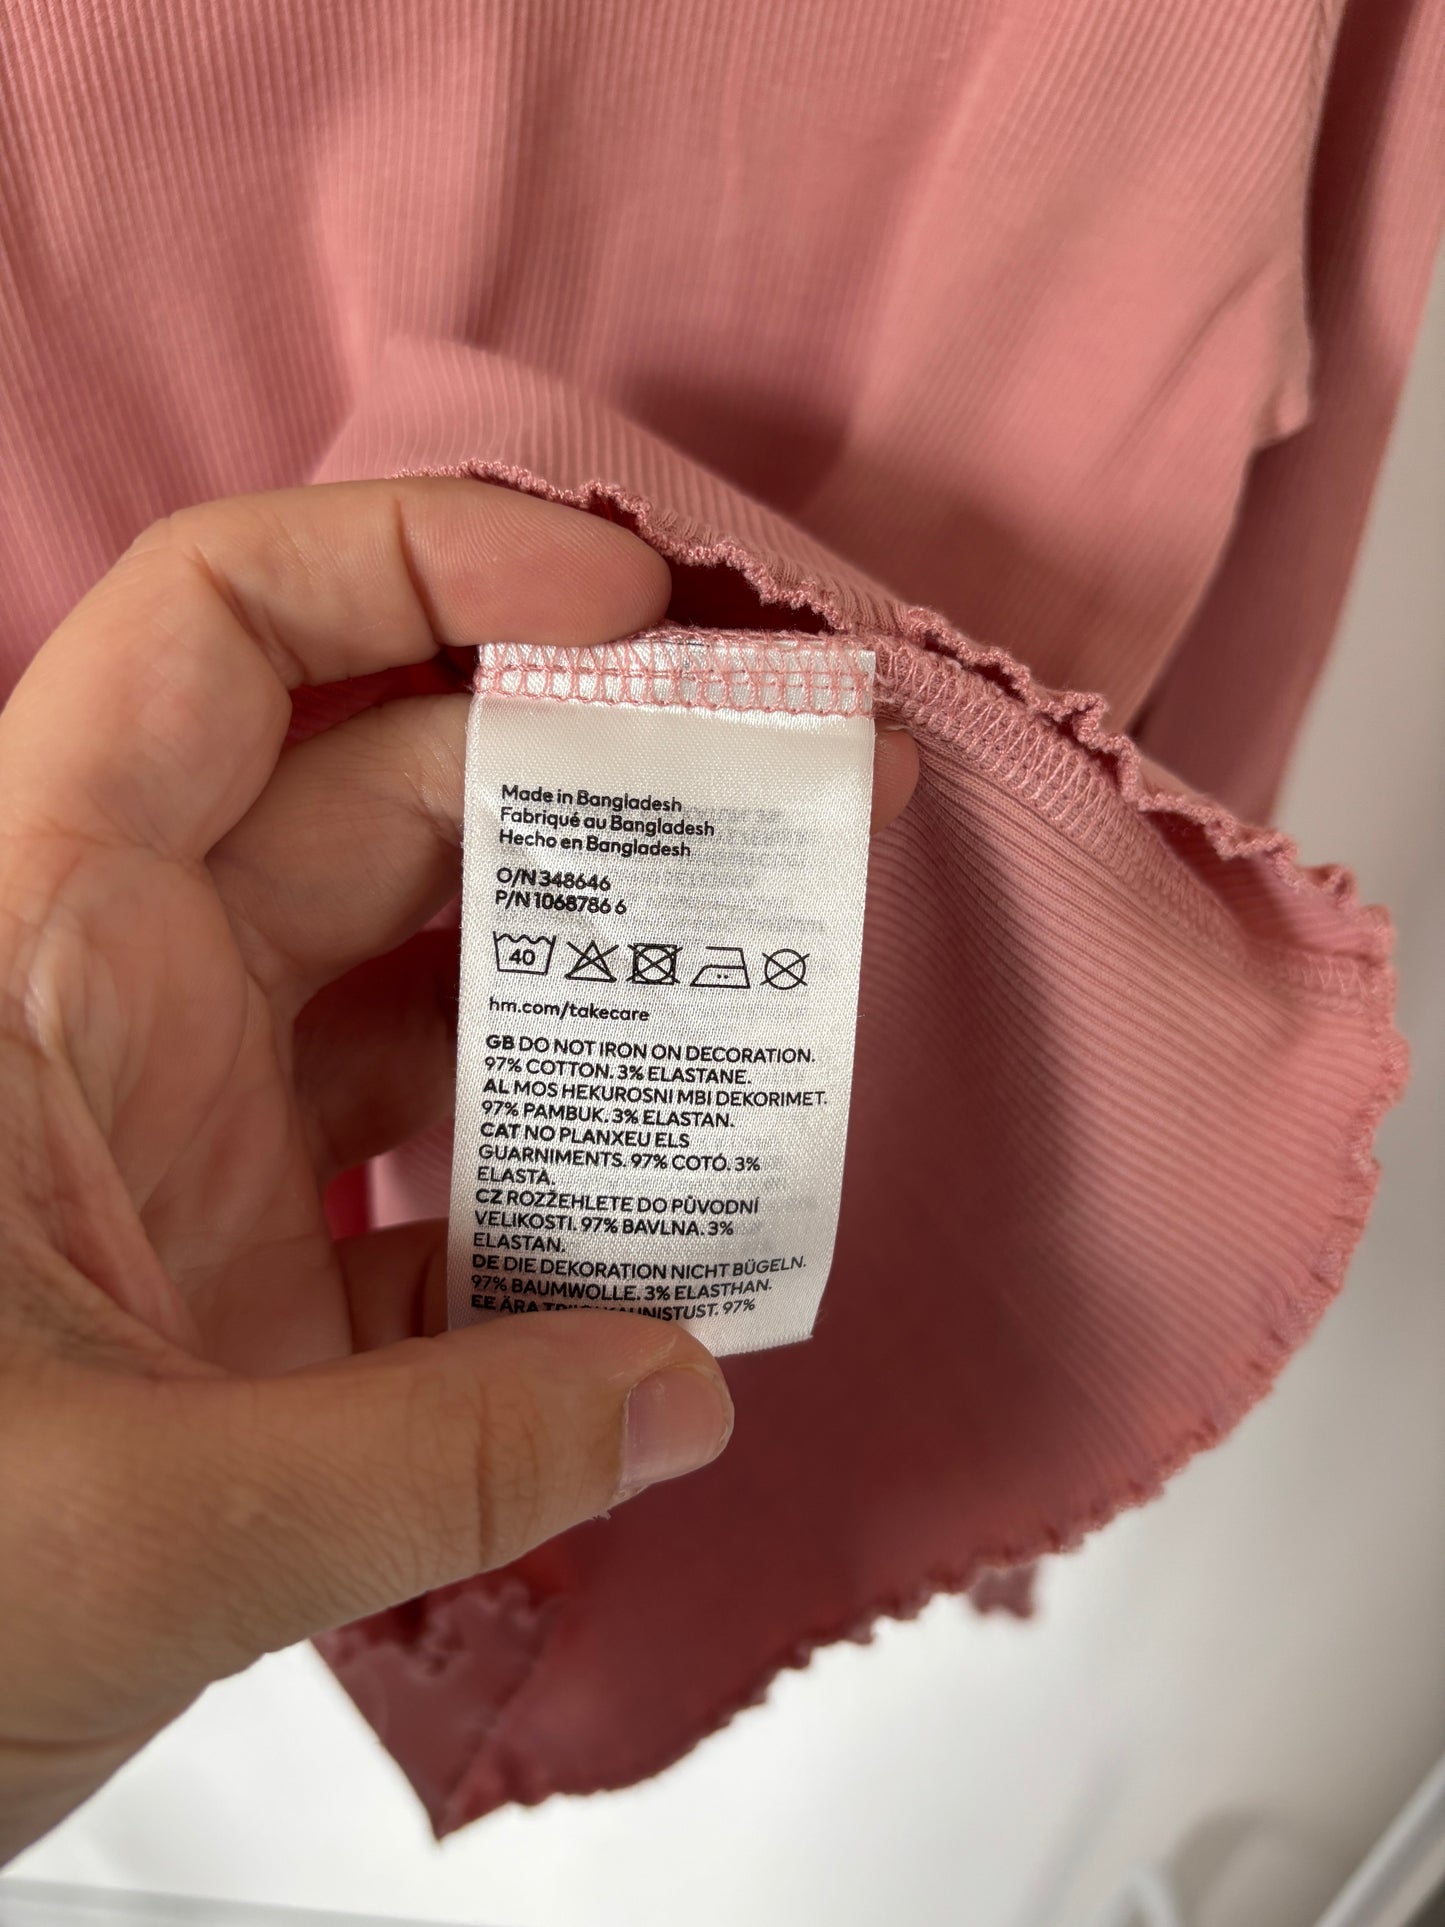 Made in Bangladesh
Fabriqué au Bangladesh
Hecho en Bangladesh
O/N 348646
P/N 1068786 6
40
hm.com/takecare
GB DO NOT IRON ON DECORATION.
97% COTTON. 3% ELASTANE.
AL MOS HEKUROSNI MBI DEKORIMET.
97% PAMBUK. 3% ELASTAN.
CAT NO PLANXEU ELS
GUARNIMENTS. 97% COTÓ. 3%
ELASTA.
CZ ROZŽEHLETE DO PŮVODNÍ
VELIKOSTI. 97% BAVLNA. 3%
ELASTAN.
DE DIE DEKORATION NICHT BÜGELN.
97% BAUMWOLLE. 3% ELASTHAN.
EE ÄRA 97%